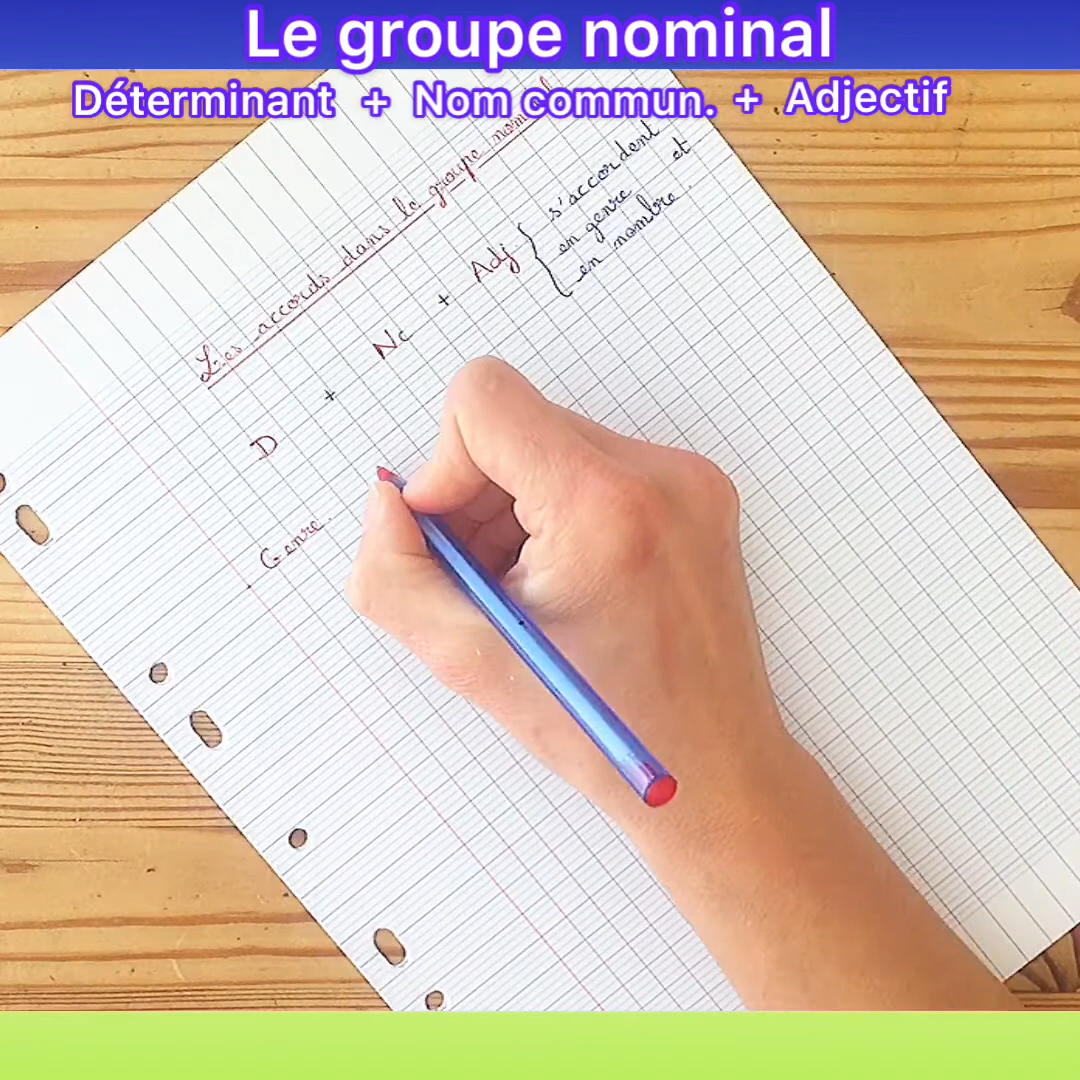 Le groupe nominal
Déterminant + Nom commun. + Adjectif
Les accords dans le groupe nominal
D + Nc + Adj { s'accordent
en genre et
en nombre.
. Genre.